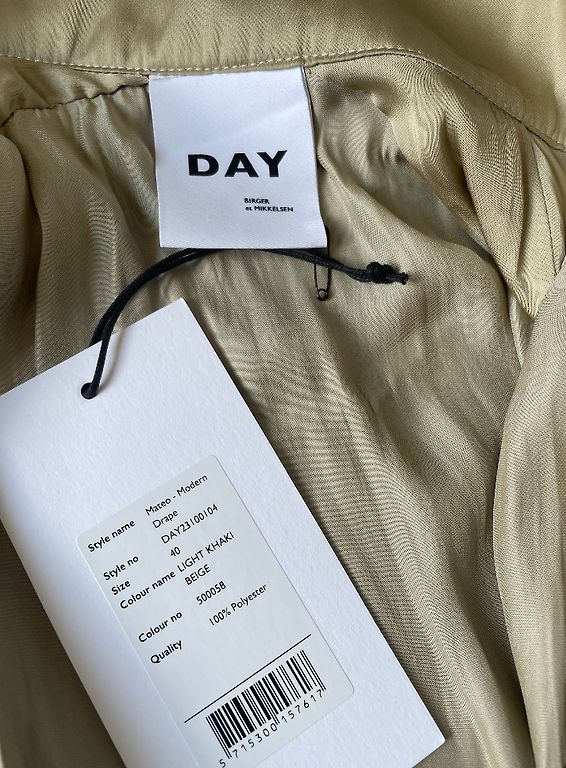 DAY
BIRGER
et MIKKELSEN
Style name Mateo - Modern
Drape
Style no DAY23100104
Size 40
Colour name LIGHT KHAKI
BEIGE
Colour no 500058
Quality 100% Polyester
5 715300 157617